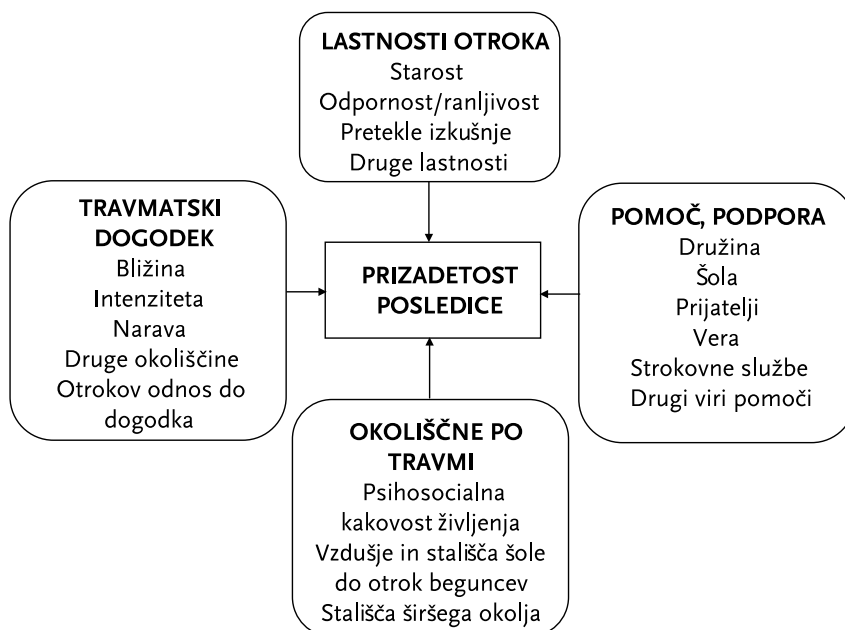 LASTNOSTI OTROKA
Starost
Odpornost/ranljivost
Pretekle izkušnje
Druge lastnosti
TRAVMATSKI
DOGODEK
Bližina
Intenziteta
Narava
Druge okoliščine
Otrokov odnos do
dogodka
PRIZADETOST
POSLEDICE
POMOČ, PODPORA
Družina
Šola
Prijatelji
Vera
Strokovne službe
Drugi viri pomoči
OKOLIŠČNE PO
TRAVMI
Psihosocialna
kakovost življenja
Vzdušje in stališča šole
do otrok beguncev
Stališča širšega okolja